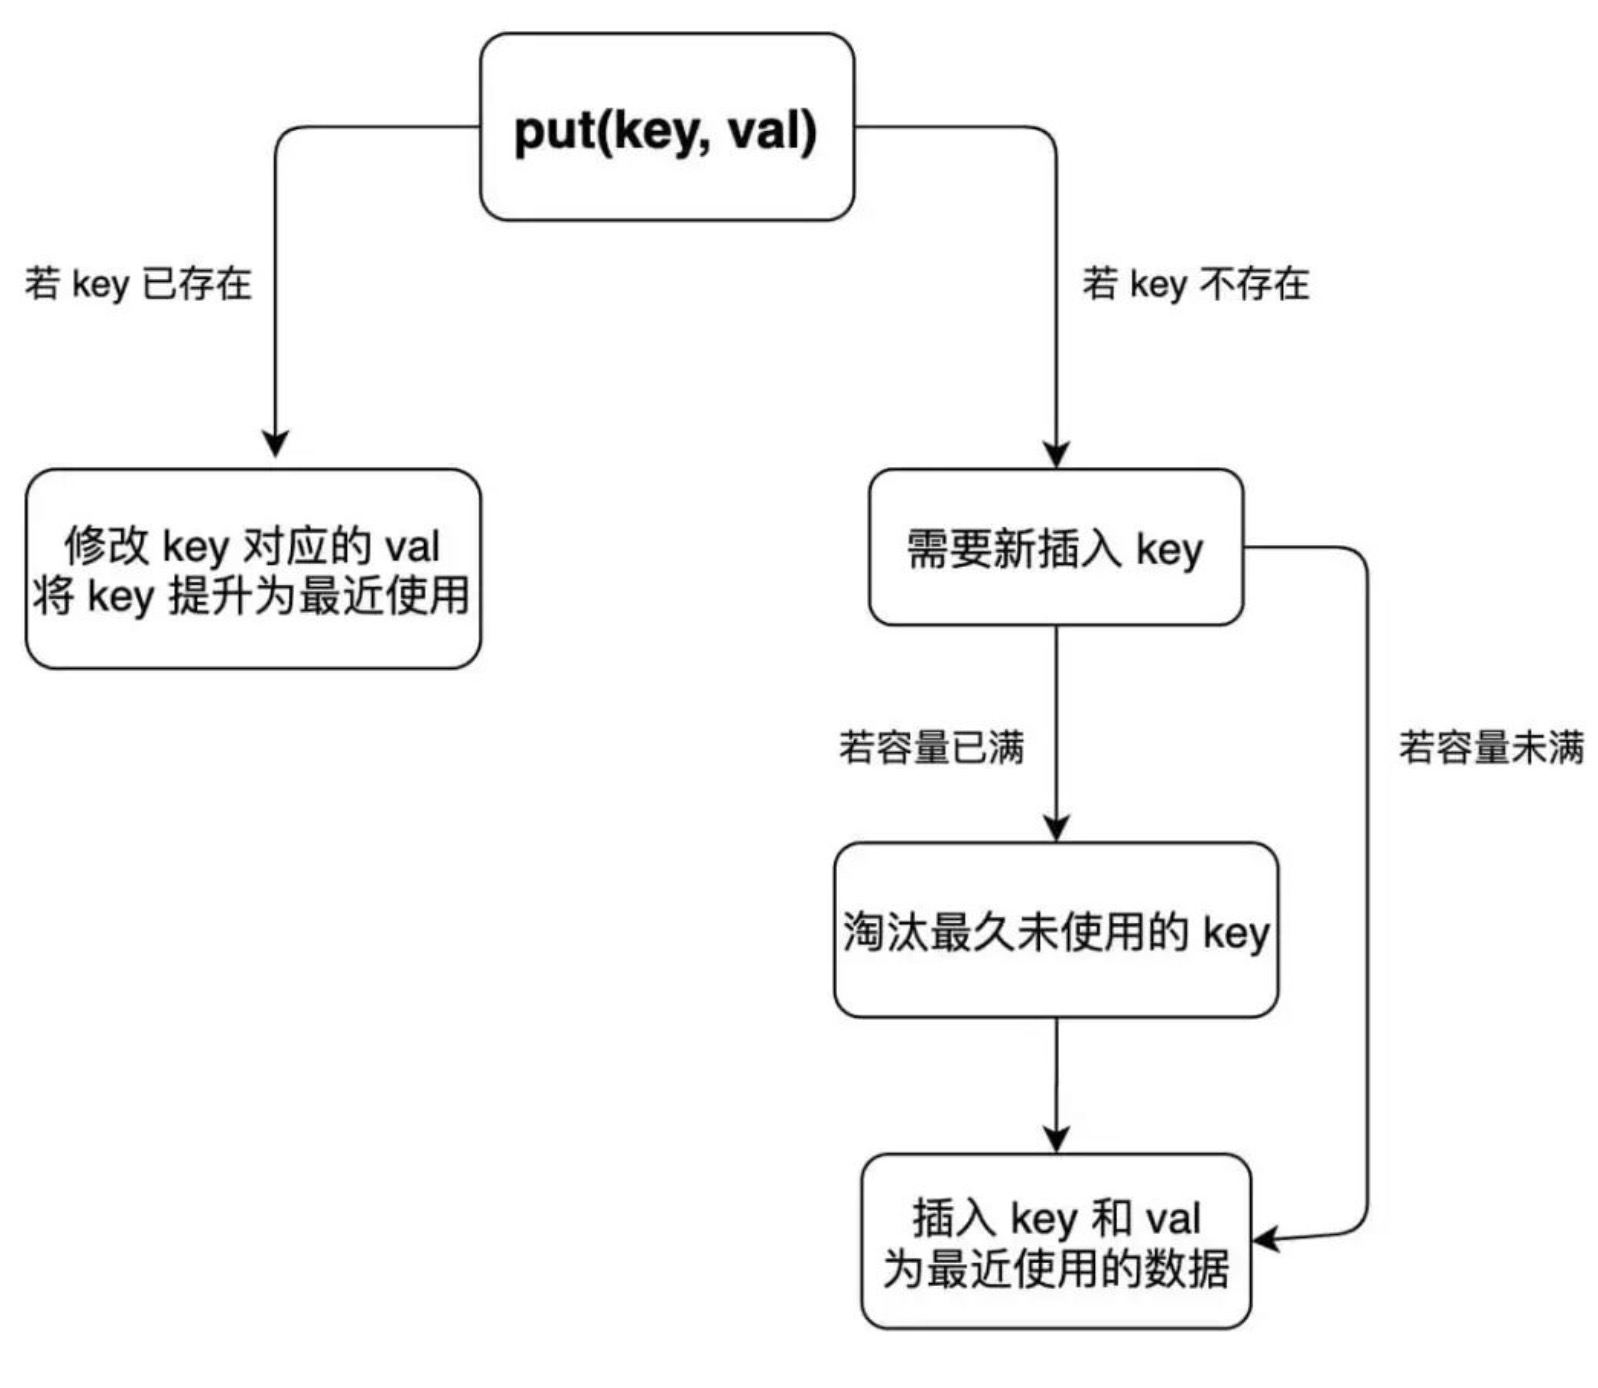 put(key, val)
若 key 已存在
若 key 不存在
修改 key 对应的 val
将 key 提升为最近使用
需要新插入 key
若容量已满
若容量未满
淘汰最久未使用的 key
插入 key 和 val
为最近使用的数据